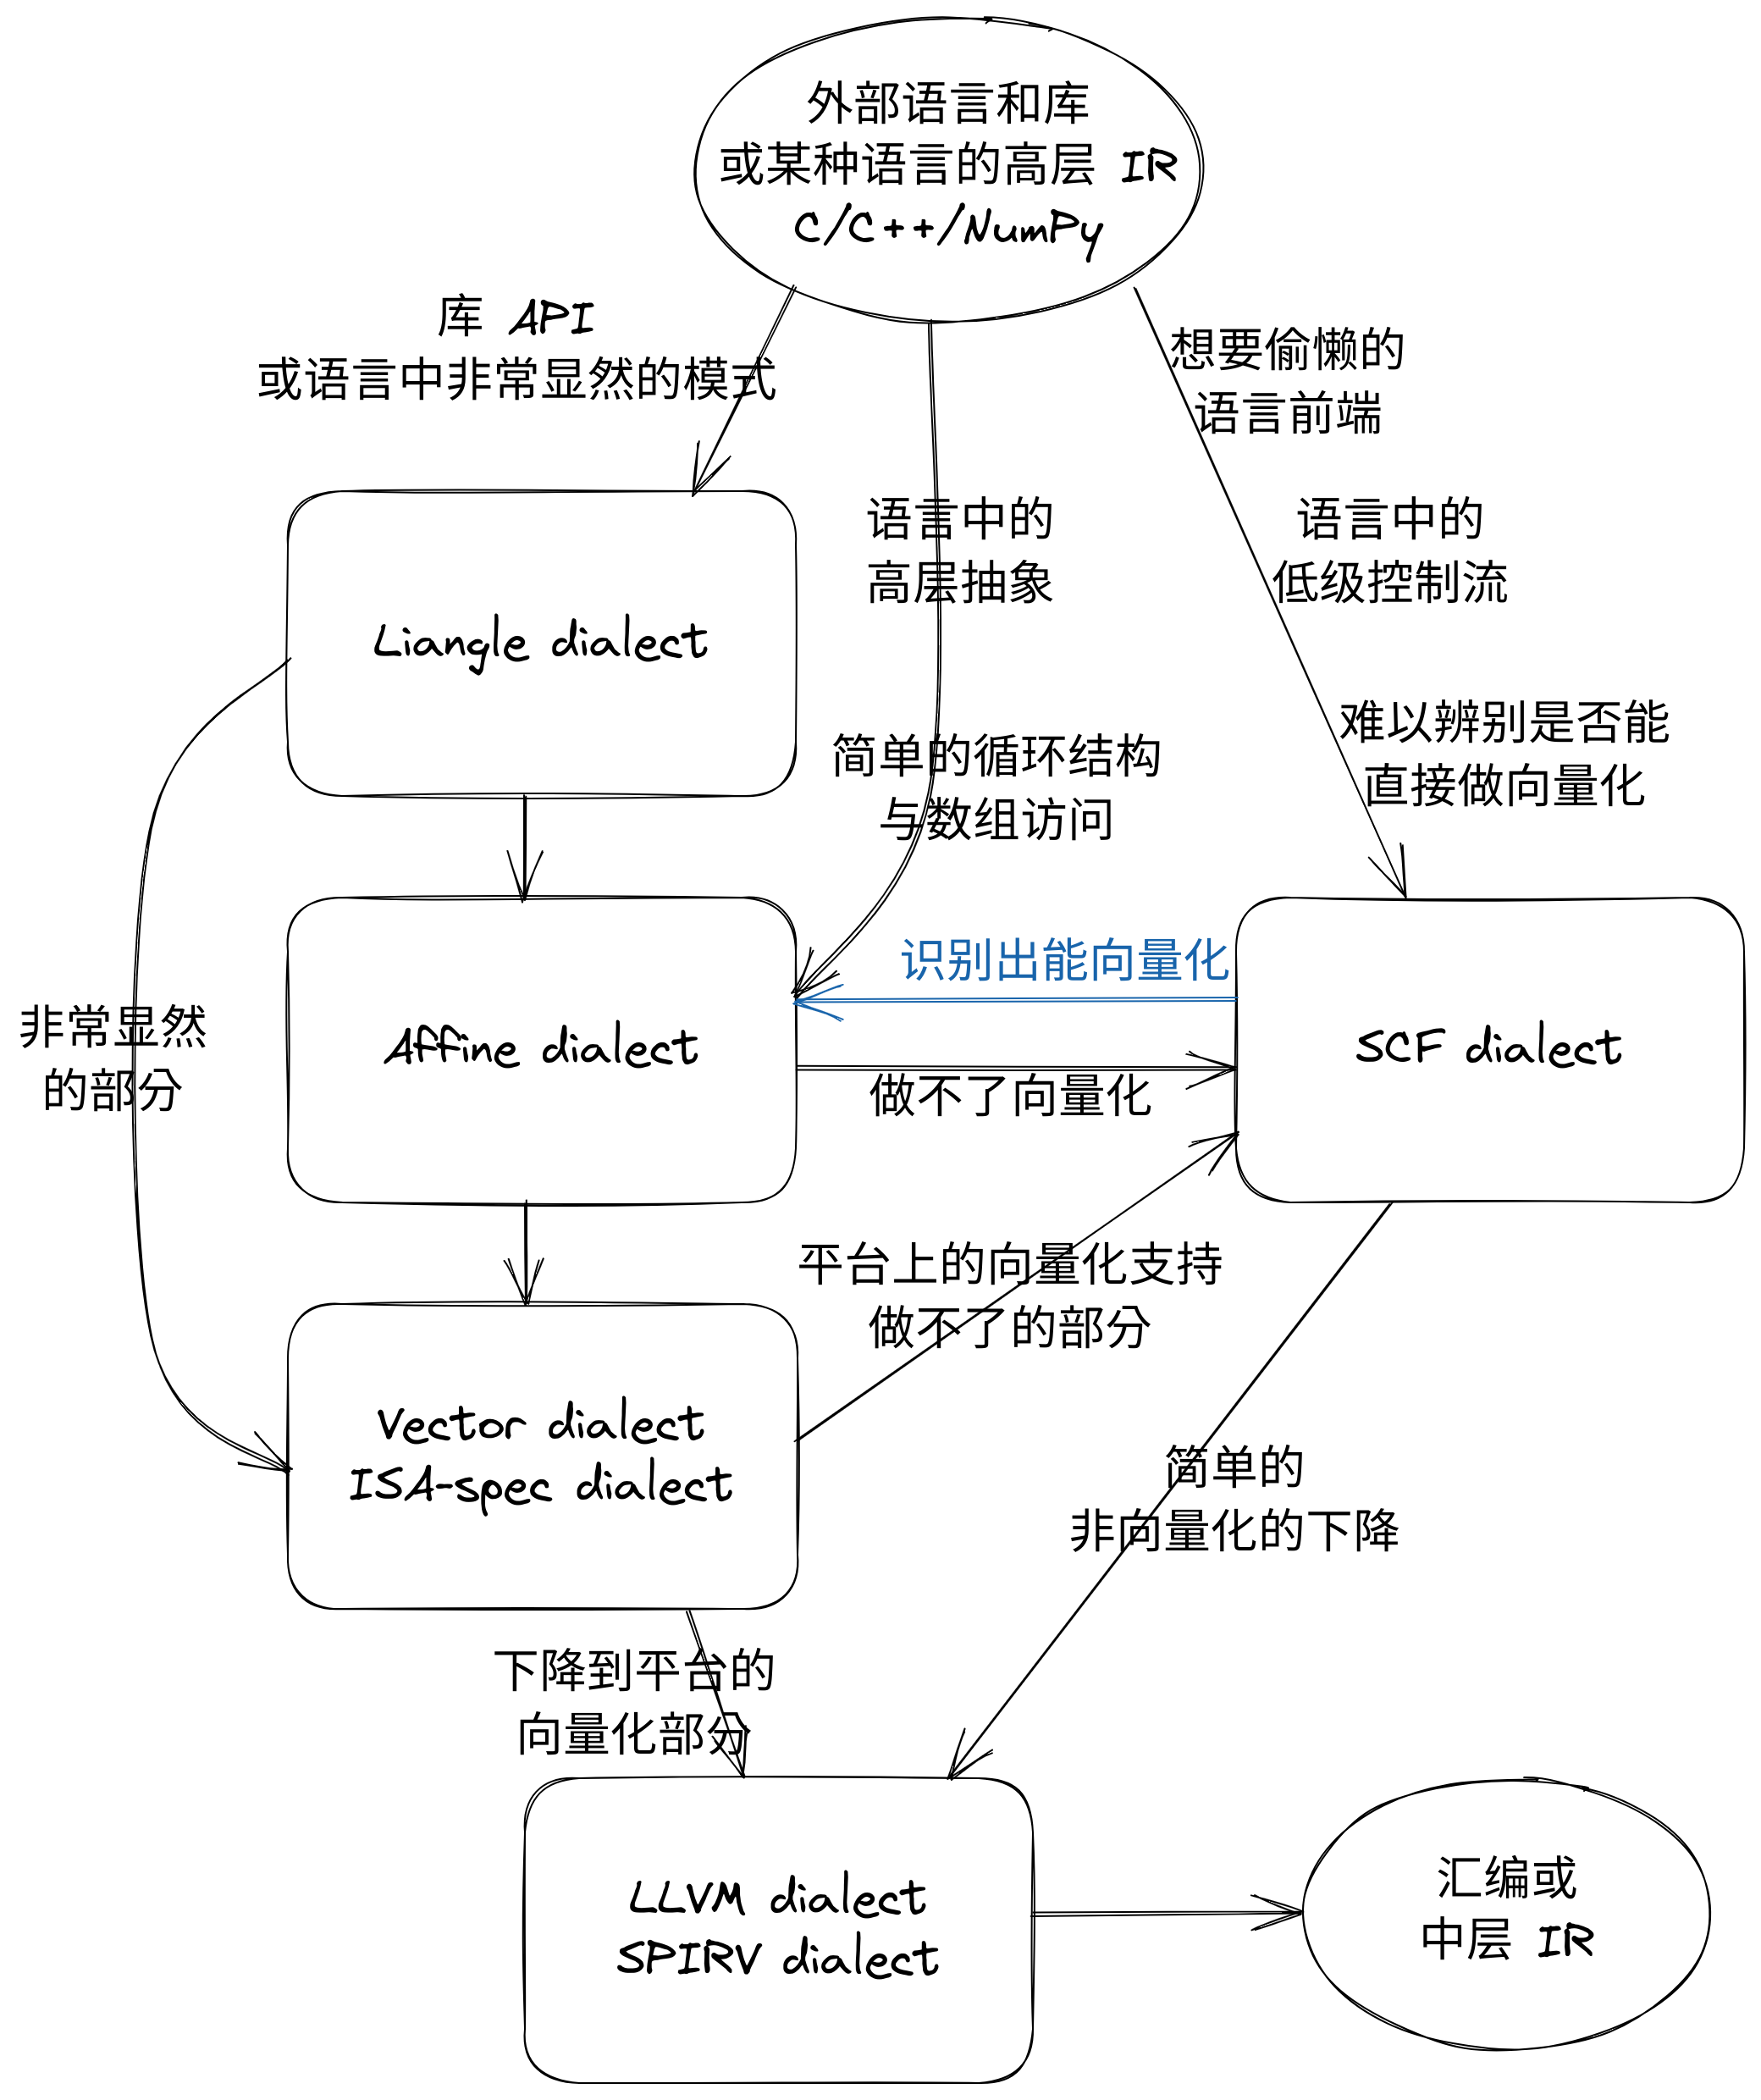 外部语言和库
或某种语言的高层 IR
C/C++/NumPy
库 API
或语言中非常显然的模式
想要偷懒的
语言前端
语言中的
高层抽象
语言中的
低级控制流
Liangle dialect
简单的循环结构
与数组访问
难以辨别是否能
直接做向量化
识别出能向量化
非常显然
的部分
Affine dialect
SCF dialect
做不了向量化
平台上的向量化支持
做不了的部分
Vector dialect
ISA-spec dialect
简单的
非向量化的下降
下降到平台的
向量化部分
LLVM dialect
SPIRV dialect
汇编或
中层 IR